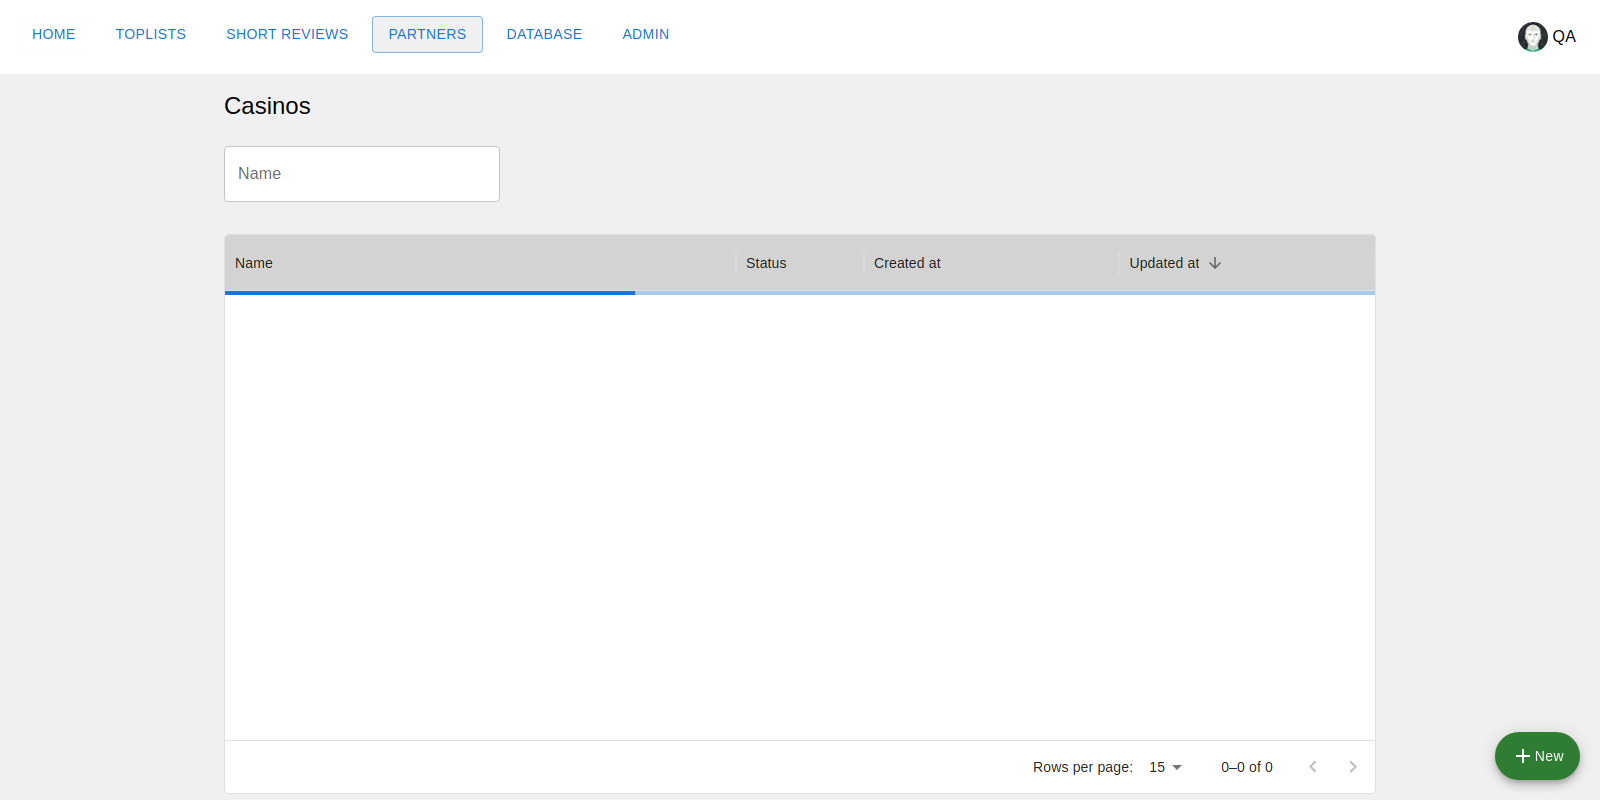 HOME TOPLISTS SHORT REVIEWS PARTNERS DATABASE ADMIN QA
Casinos
Name
Name Status Created at Updated at
Rows per page: 15 0–0 of 0
New